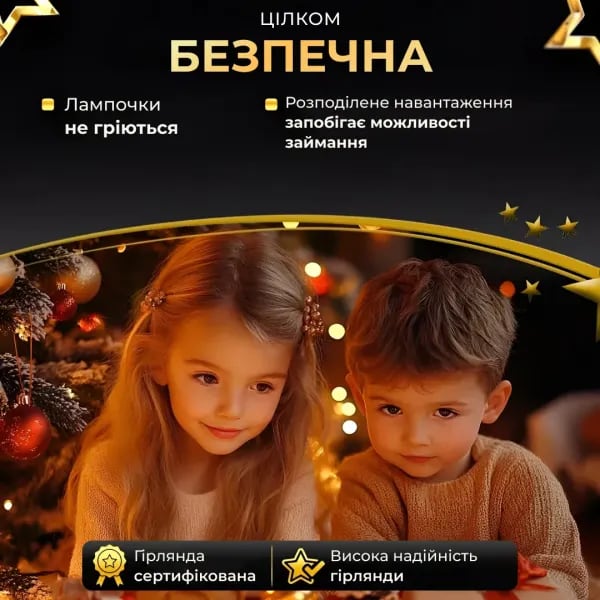 ЦІЛКОМ
БЕЗПЕЧНА
Лампочки
не гріються
Розподілене навантаження
запобігає можливості
займання
Гірлянда
сертифікована
Висока надійність
гірлянди